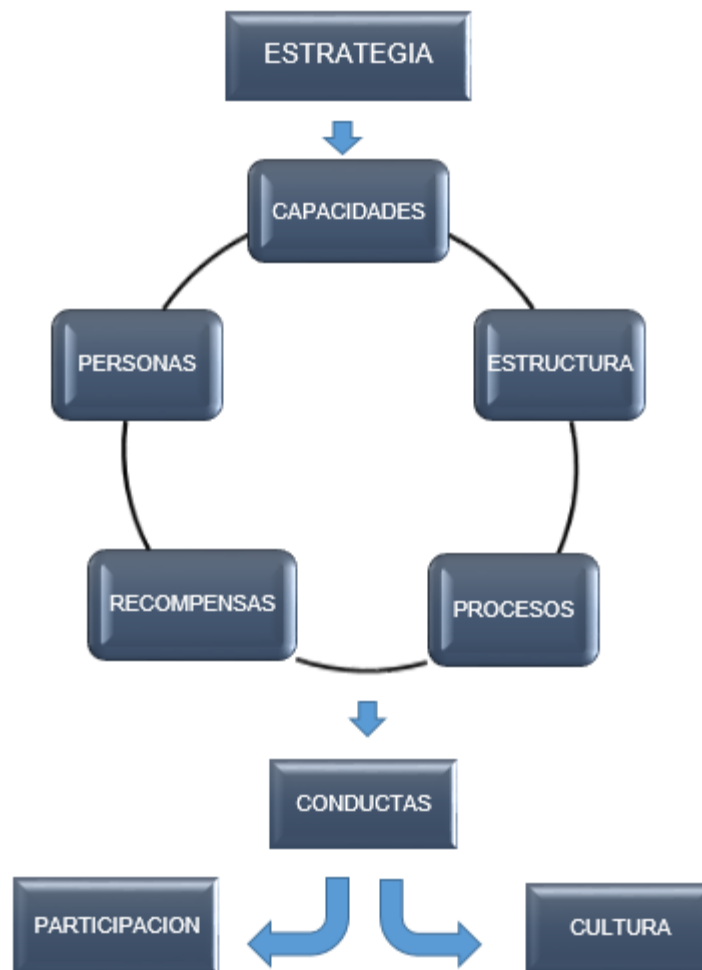 ESTRATEGIA
CAPACIDADES
PERSONAS
ESTRUCTURA
RECOMPENSAS
PROCESOS
CONDUCTAS
PARTICIPACION
CULTURA